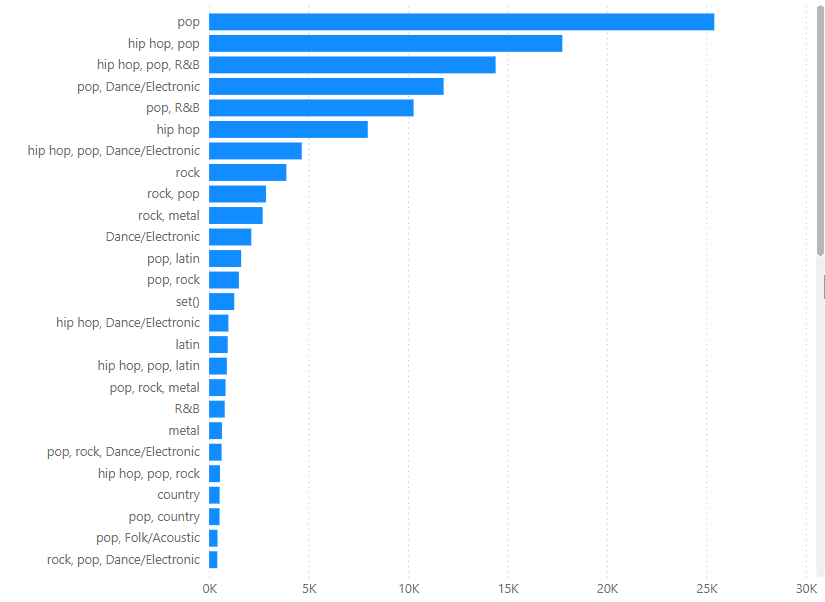 pop
hip hop, pop
hip hop, pop, R&B
pop, Dance/Electronic
pop, R&B
hip hop
hip hop, pop, Dance/Electronic
rock
rock, pop
rock, metal
Dance/Electronic
pop, latin
pop, rock
set()
hip hop, Dance/Electronic
latin
hip hop, pop, latin
pop, rock, metal
R&B
metal
pop, rock, Dance/Electronic
hip hop, pop, rock
country
pop, country
pop, Folk/Acoustic
rock, pop, Dance/Electronic
0K 5K 10K 15K 20K 25K 30K